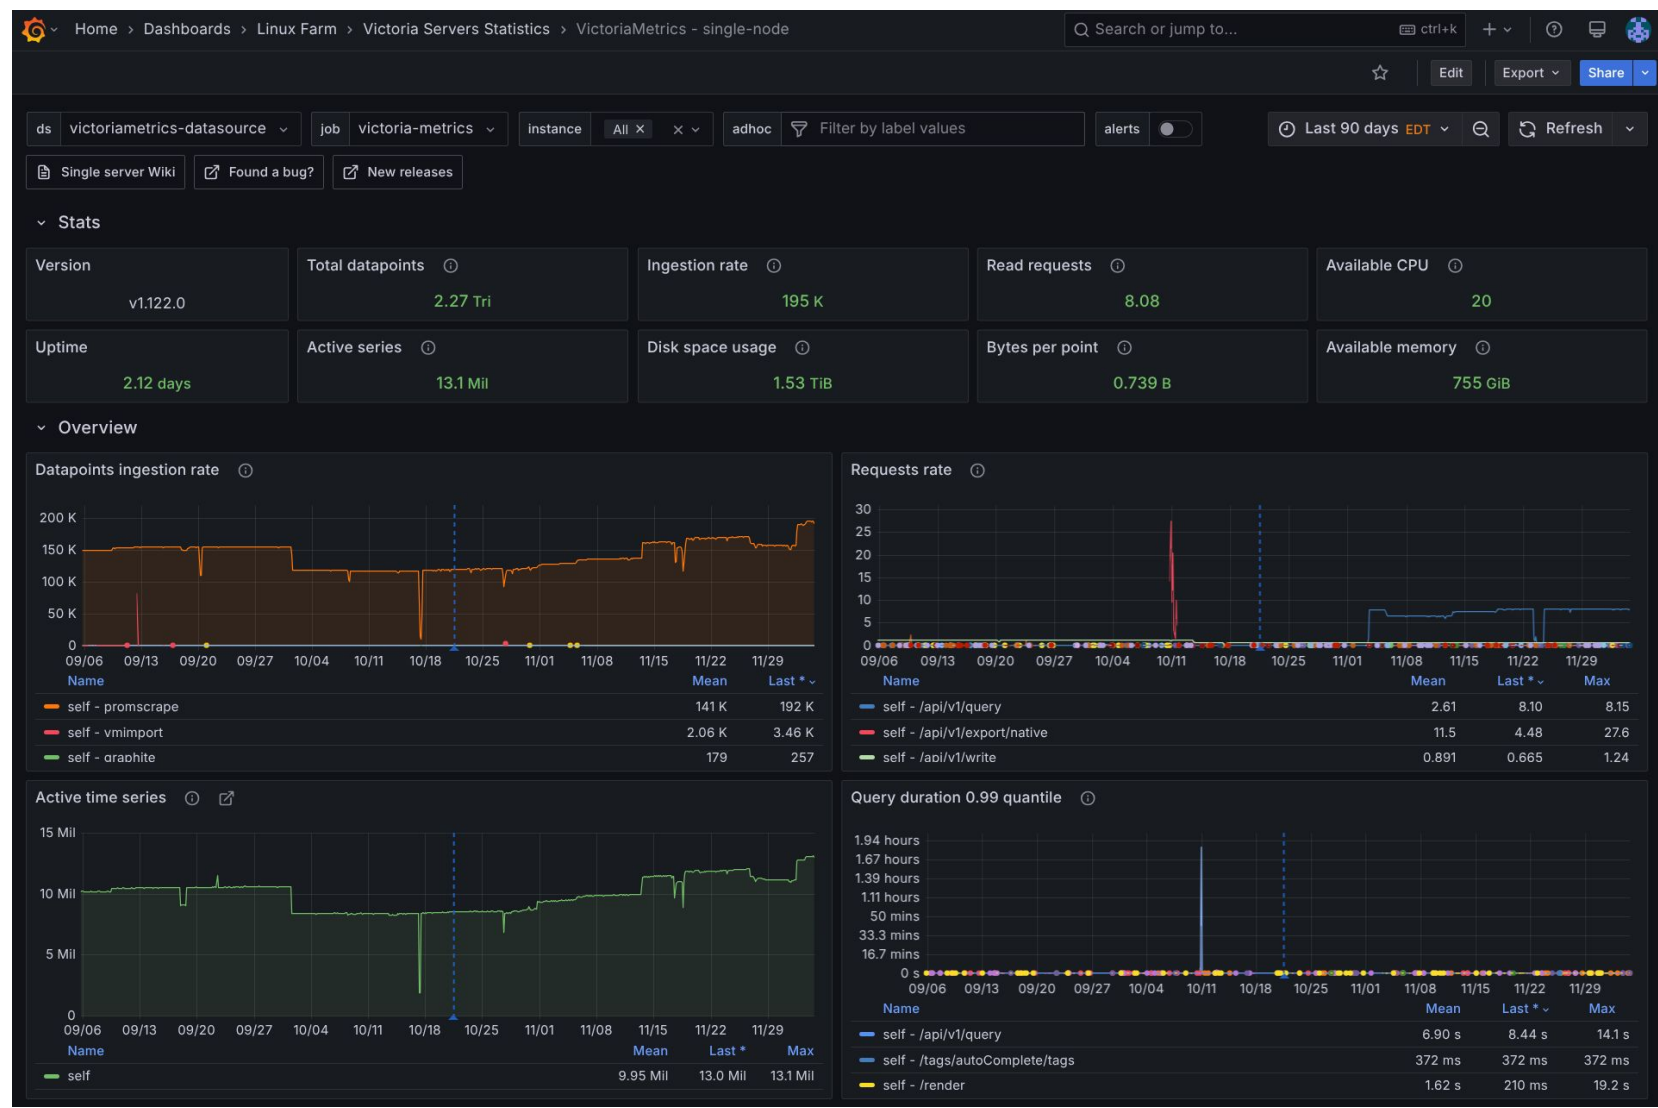 Home › Dashboards › Linux Farm › Victoria Servers Statistics › VictoriaMetrics - single-node
Search or jump to...
ctrl+k
Edit
Export
Share
ds victoriametrics-datasource
job victoria-metrics
instance All ×
adhoc Filter by label values
alerts
Last 90 days EDT
Refresh
Single server Wiki
Found a bug?
New releases
Stats
Version
v1.122.0
Total datapoints
2.27 Tri
Ingestion rate
195 K
Read requests
8.08
Available CPU
20
Uptime
2.12 days
Active series
13.1 Mil
Disk space usage
1.53 TiB
Bytes per point
0.739 B
Available memory
755 GiB
Overview
Datapoints ingestion rate
200 K
150 K
100 K
50 K
0
09/06 09/13 09/20 09/27 10/04 10/11 10/18 10/25 11/01 11/08 11/15 11/22 11/29
Name Mean Last *
self - promscrape 141 K 192 K
self - vmimport 2.06 K 3.46 K
self - graphite 179 257
Requests rate
30
25
20
15
10
5
0
09/06 09/13 09/20 09/27 10/04 10/11 10/18 10/25 11/01 11/08 11/15 11/22 11/29
Name Mean Last * Max
self - /api/v1/query 2.61 8.10 8.15
self - /api/v1/export/native 11.5 4.48 27.6
self - /api/v1/write 0.891 0.665 1.24
Active time series
15 Mil
10 Mil
5 Mil
0
09/06 09/13 09/20 09/27 10/04 10/11 10/18 10/25 11/01 11/08 11/15 11/22 11/29
Name Mean Last * Max
self 9.95 Mil 13.0 Mil 13.1 Mil
Query duration 0.99 quantile
1.94 hours
1.67 hours
1.39 hours
1.11 hours
50 mins
33.3 mins
16.7 mins
0 s
09/06 09/13 09/20 09/27 10/04 10/11 10/18 10/25 11/01 11/08 11/15 11/22 11/29
Name Mean Last * Max
self - /api/v1/query 6.90 s 8.44 s 14.1 s
self - /tags/autoComplete/tags 372 ms 372 ms 372 ms
self - /render 1.62 s 210 ms 19.2 s